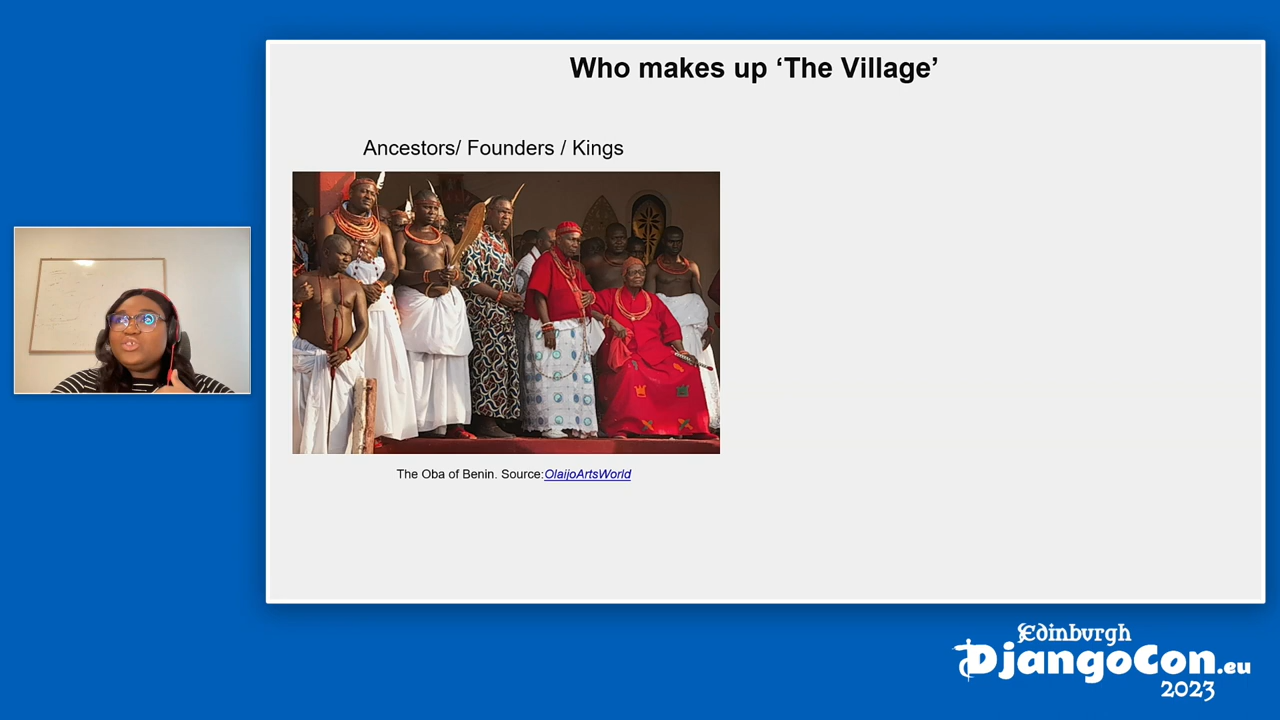 Who makes up ‘The Village’
Ancestors/ Founders / Kings
The Oba of Benin. Source:OlaijoArtsWorld
Edinburgh
DjangoCon.eu
2023